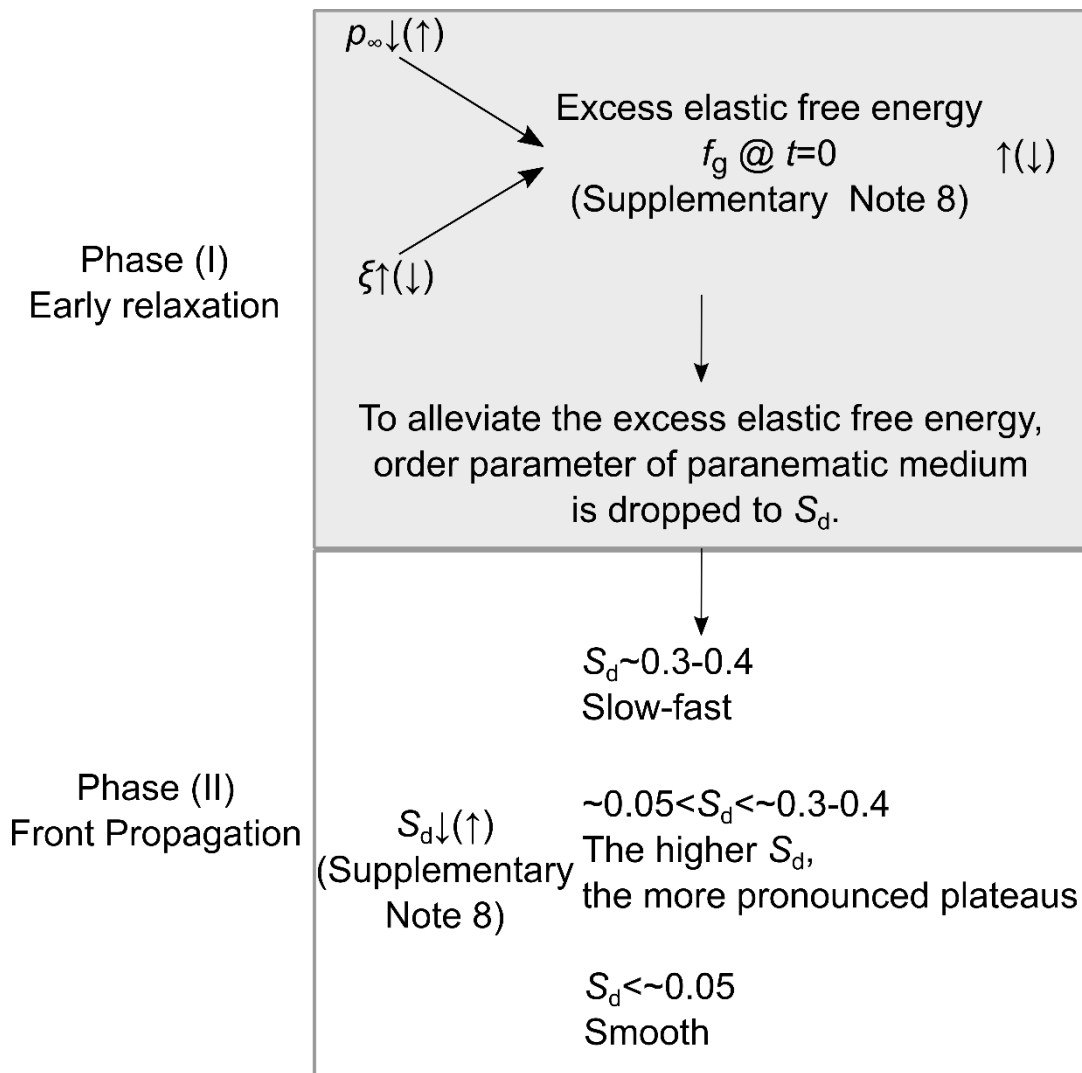 p∞↓(↑)
Excess elastic free energy
fg @ t=0 ↑(↓)
(Supplementary Note 8)
ξ↑(↓)
Phase (I)
Early relaxation
To alleviate the excess elastic free energy,
order parameter of paranematic medium
is dropped to Sd.
Sd~0.3-0.4
Slow-fast
Phase (II)
Front Propagation
Sd↓(↑)
(Supplementary
Note 8)
~0.05<Sd<~0.3-0.4
The higher Sd,
the more pronounced plateaus
Sd<~0.05
Smooth